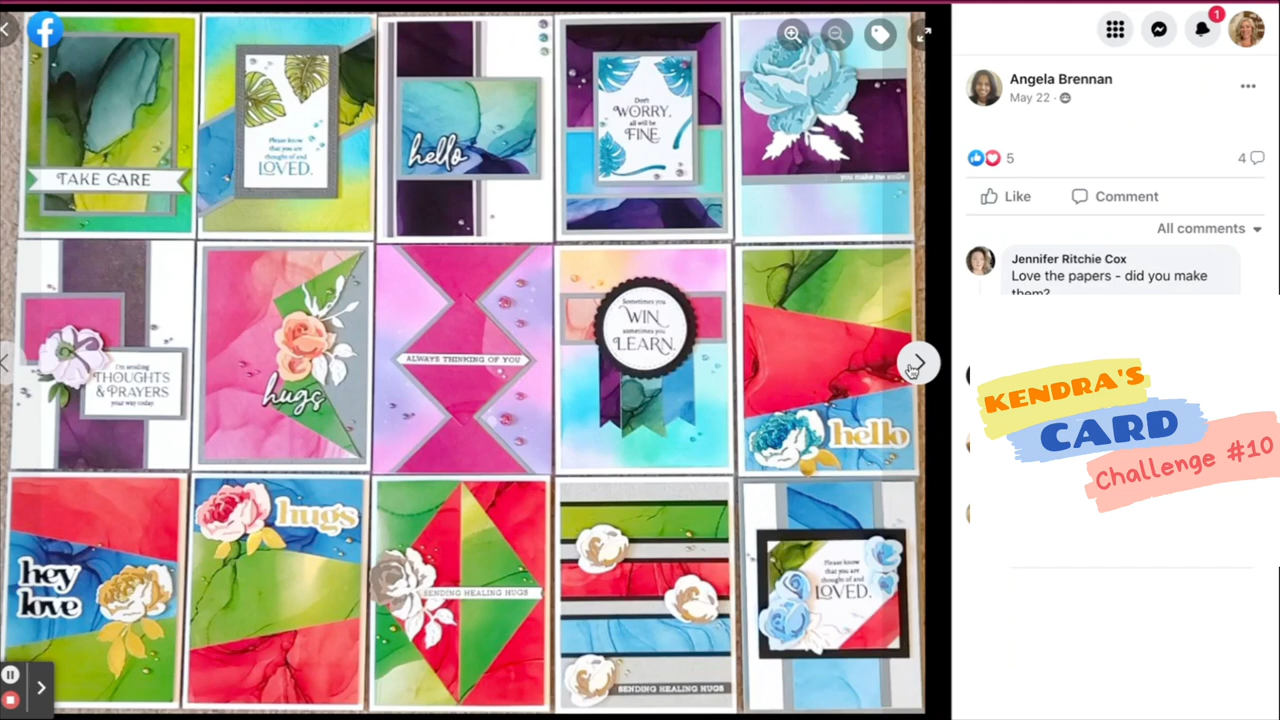 TAKE CARE
Please know
that you are
thought of and
LOVED.
hello
Don't
WORRY,
all will be
FINE.
you make me smile
I'm sending
THOUGHTS
& PRAYERS
your way today.
hugs
ALWAYS THINKING OF YOU
Sometimes you
WIN,
sometimes you
LEARN.
hello
hey
love
hugs
SENDING HEALING HUGS
SENDING HEALING HUGS
Please know
that you are
thought of and
LOVED.
1
Angela Brennan
May 22
5
4
Like
Comment
All comments
Jennifer Ritchie Cox
Love the papers - did you make
them?
KENDRA'S
CARD
Challenge #10